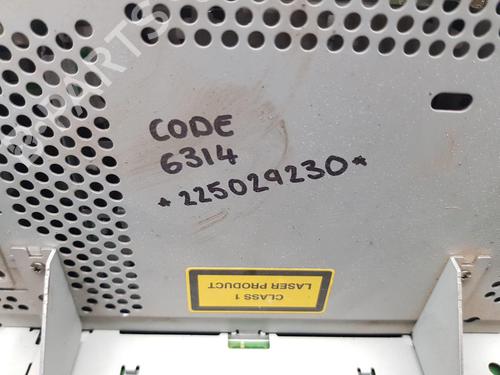 CODE
6314
*225029230*
CLASS 1
LASER PRODUCT